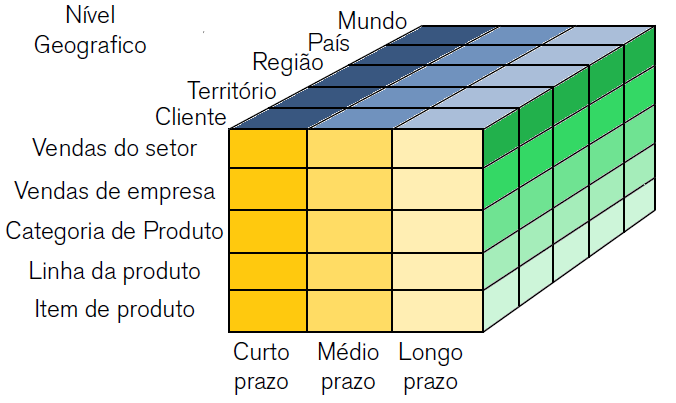 Nível
Geografico
Mundo
País
Região
Território
Cliente
Vendas do setor
Vendas de empresa
Categoria de Produto
Linha da produto
Item de produto
Curto
prazo
Médio
prazo
Longo
prazo